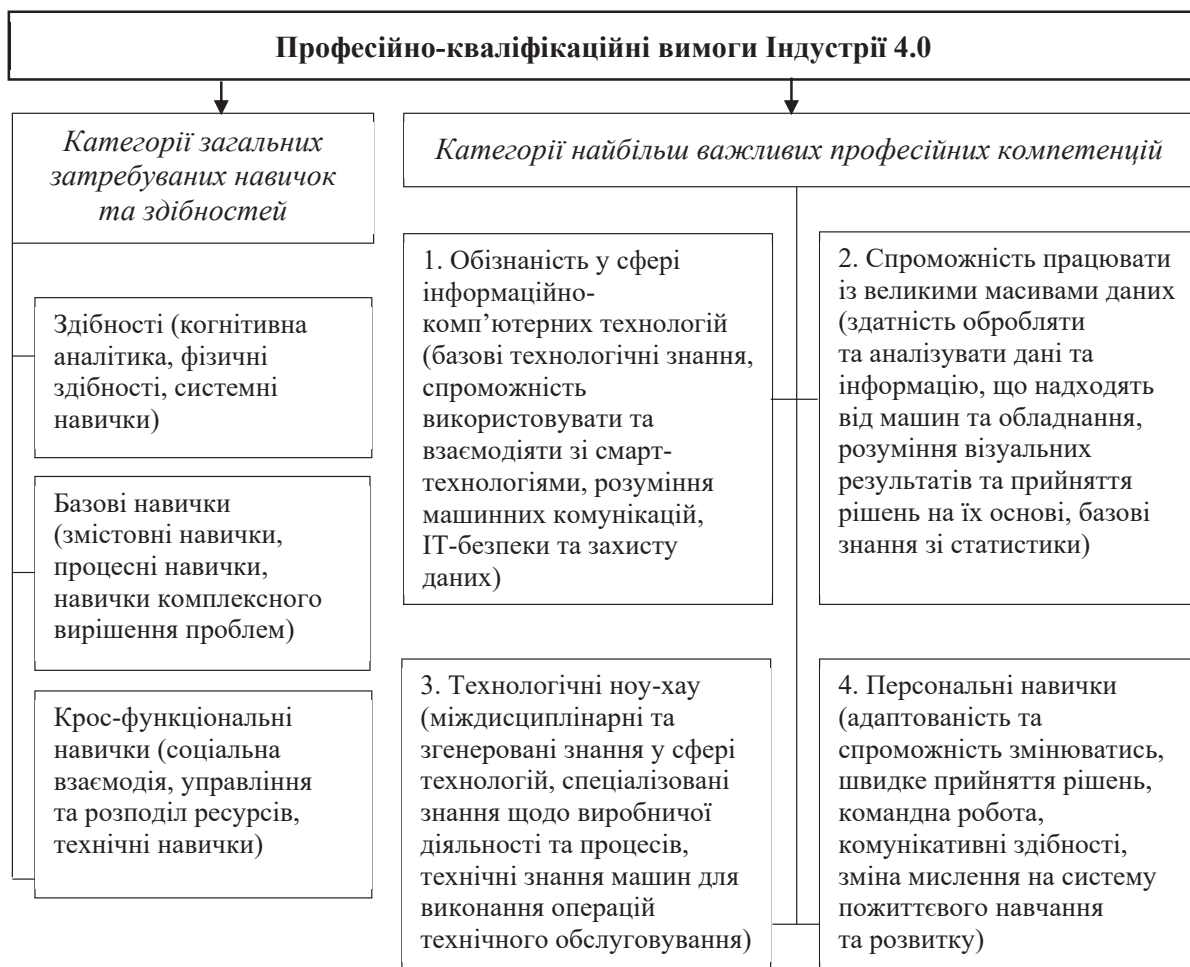 Професійно-кваліфікаційні вимоги Індустрії 4.0
Категорії загальних
затребуваних навичок
та здібностей
Здібності (когнітивна
аналітика, фізичні
здібності, системні
навички)
Базові навички
(змістовні навички,
процесні навички,
навички комплексного
вирішення проблем)
Крос-функціональні
навички (соціальна
взаємодія, управління
та розподіл ресурсів,
технічні навички)
Категорії найбільш важливих професійних компетенцій
1. Обізнаність у сфері
інформаційно-
комп’ютерних технологій
(базові технологічні знання,
спроможність
використовувати та
взаємодіяти зі смарт-
технологіями, розуміння
машинних комунікацій,
ІТ-безпеки та захисту
даних)
2. Спроможність працювати
із великими масивами даних
(здатність обробляти
та аналізувати дані та
інформацію, що надходять
від машин та обладнання,
розуміння візуальних
результатів та прийняття
рішень на їх основі, базові
знання зі статистики)
3. Технологічні ноу-хау
(міждисциплінарні та
згенеровані знання у сфері
технологій, спеціалізовані
знання щодо виробничої
діяльності та процесів,
технічні знання машин для
виконання операцій
технічного обслуговування)
4. Персональні навички
(адаптованість та
спроможність змінюватись,
швидке прийняття рішень,
командна робота,
комунікативні здібності,
зміна мислення на систему
пожиттєвого навчання
та розвитку)